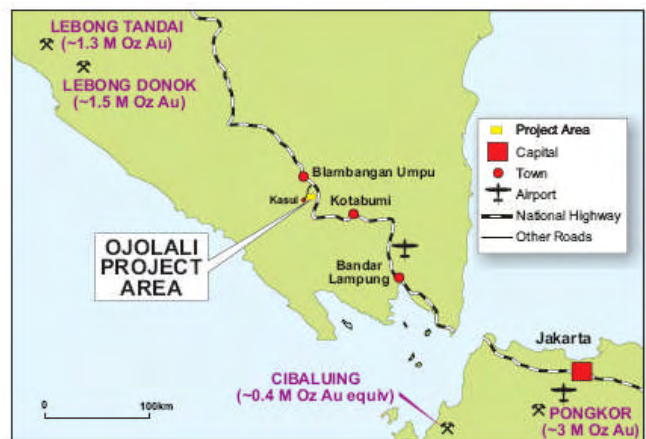 LEBONG TANDAI
(~1.3 M Oz Au)
LEBONG DONOK
(~1.5 M Oz Au)
Blambangan Umpu
Kasui
Kotabumi
OJOLALI
PROJECT
AREA
Bandar
Lampung
Project Area
Capital
Town
Airport
National Highway
Other Roads
Jakarta
CIBALUING
(~0.4 M Oz Au equiv)
PONGKOR
(~3 M Oz Au)
0
100km